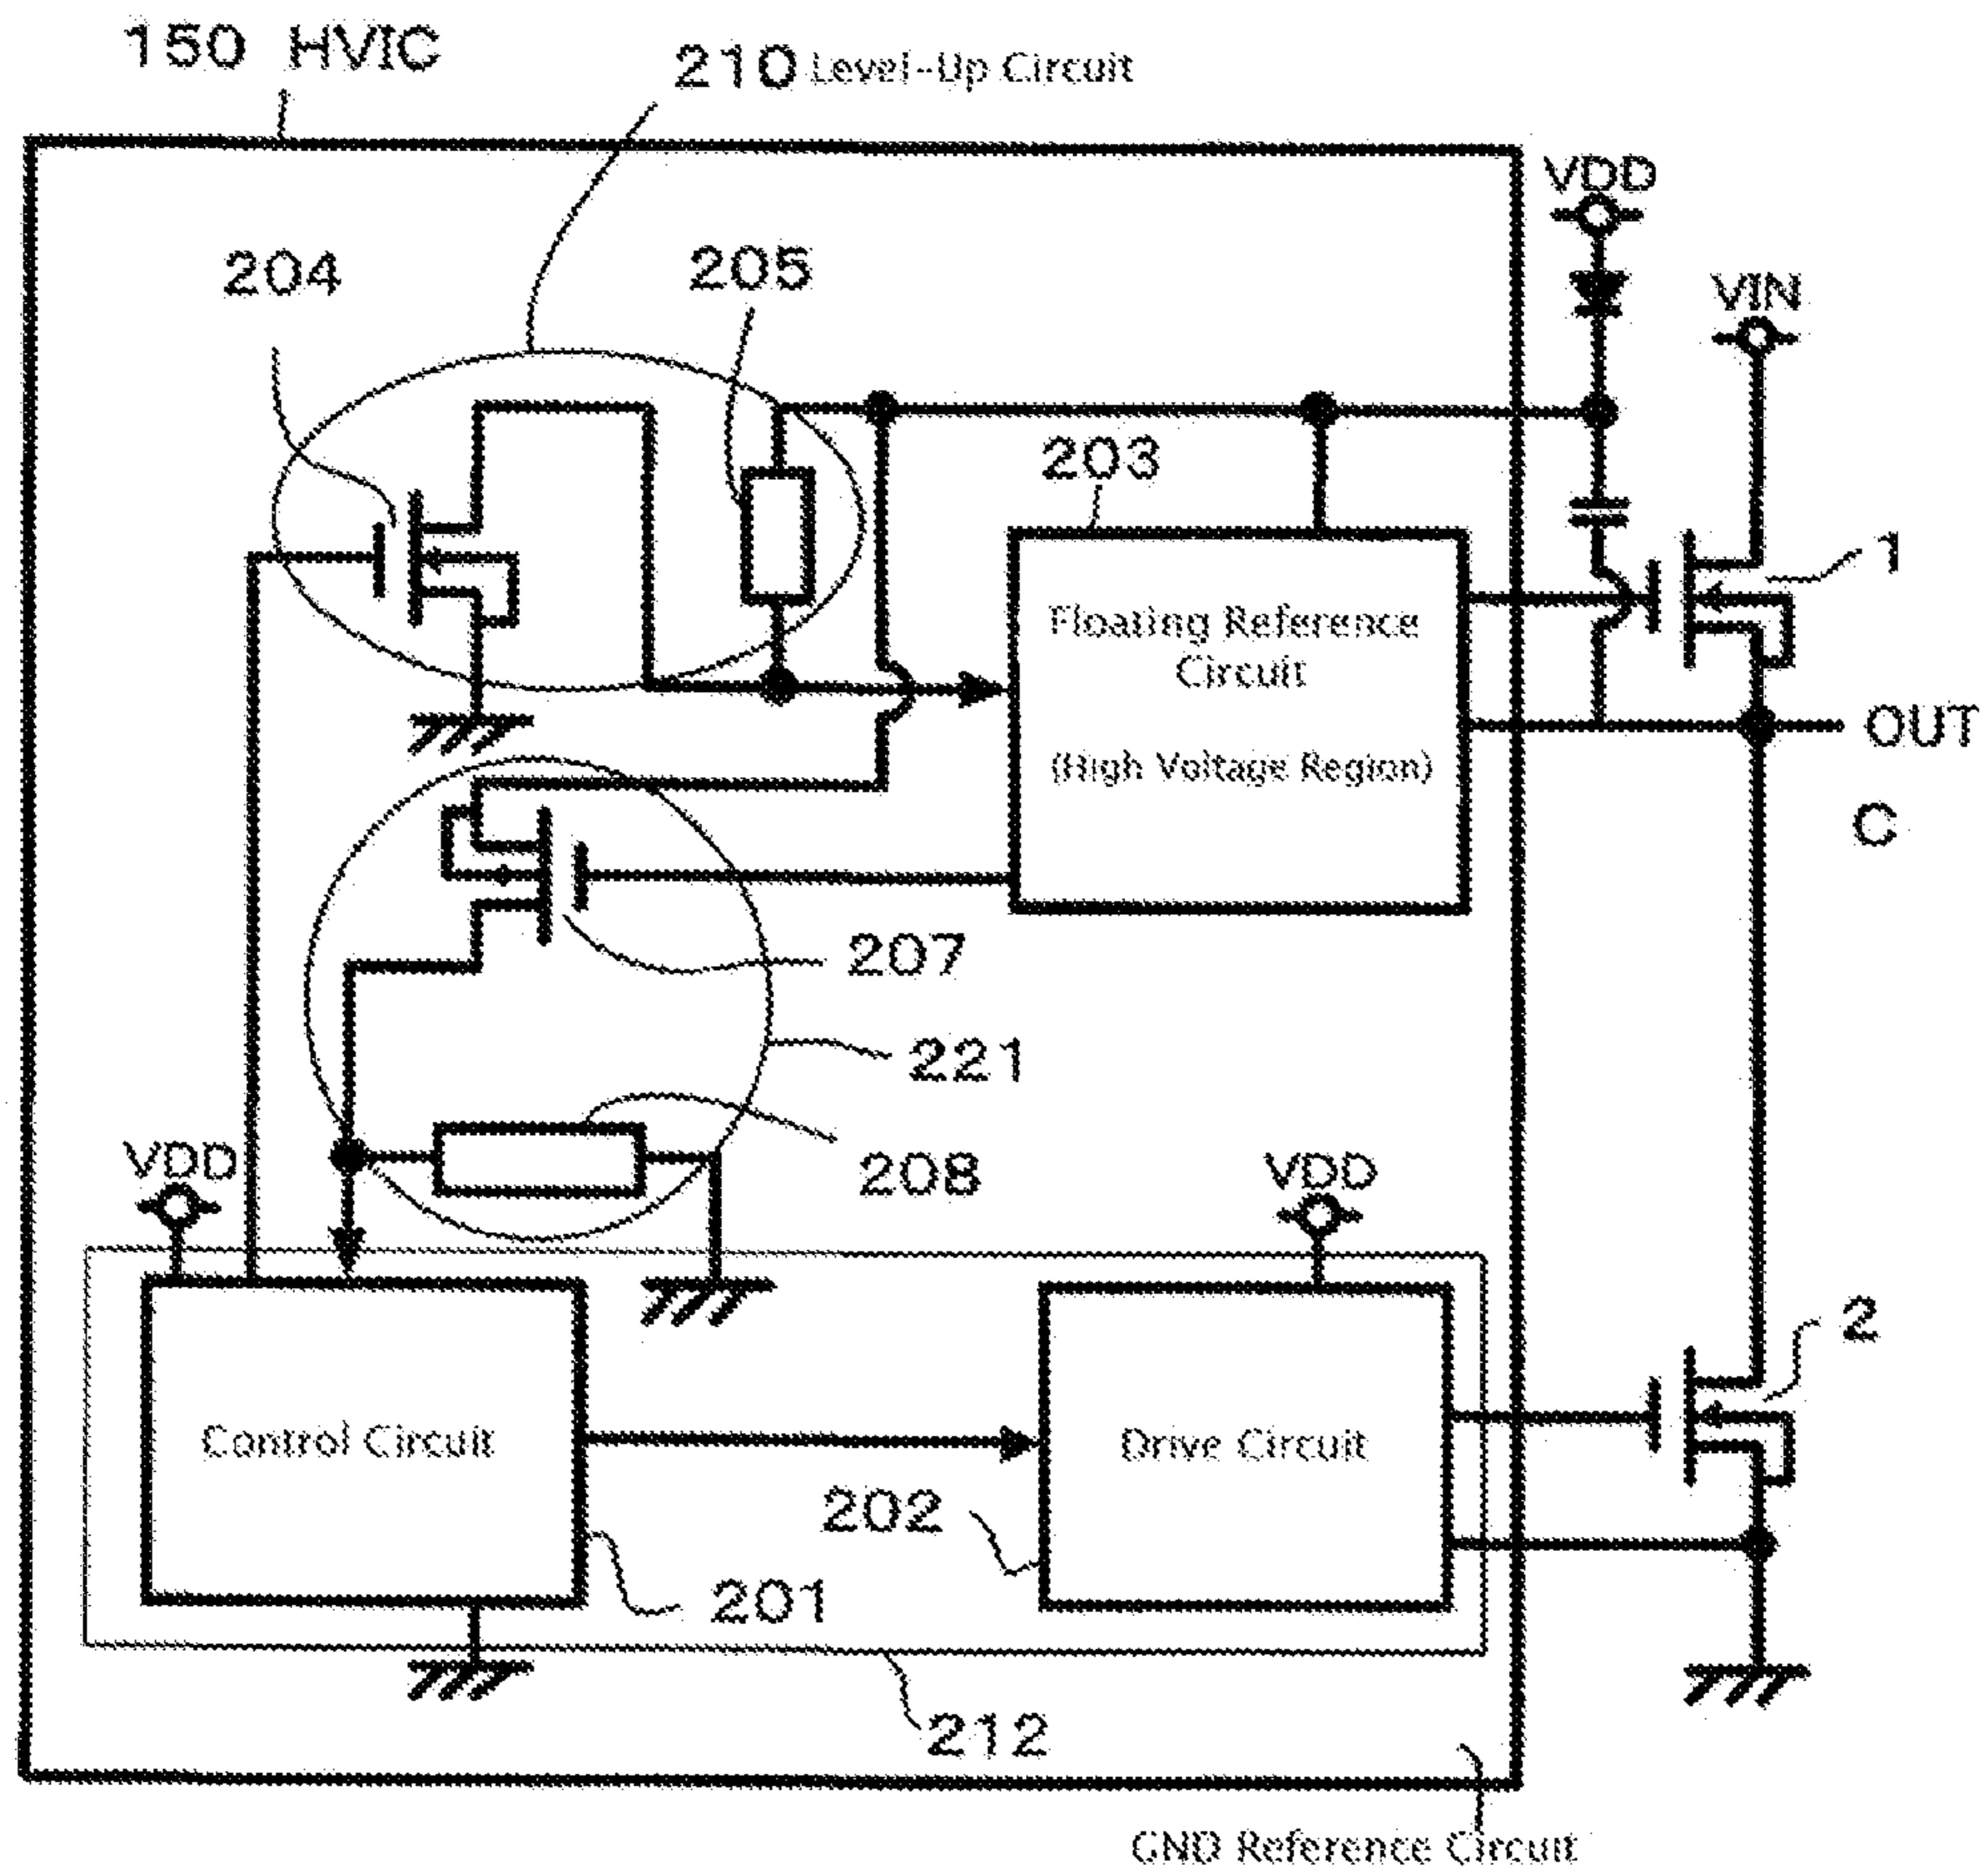 150 HVIC
210 Level-Up Circuit
VDD
204
205
VIN
203
1
Floating Reference
Circuit
(High Voltage Region)
OUT
C
207
221
208
VDD
VDD
2
Control Circuit
Drive Circuit
202
201
212
GND Reference Circuit